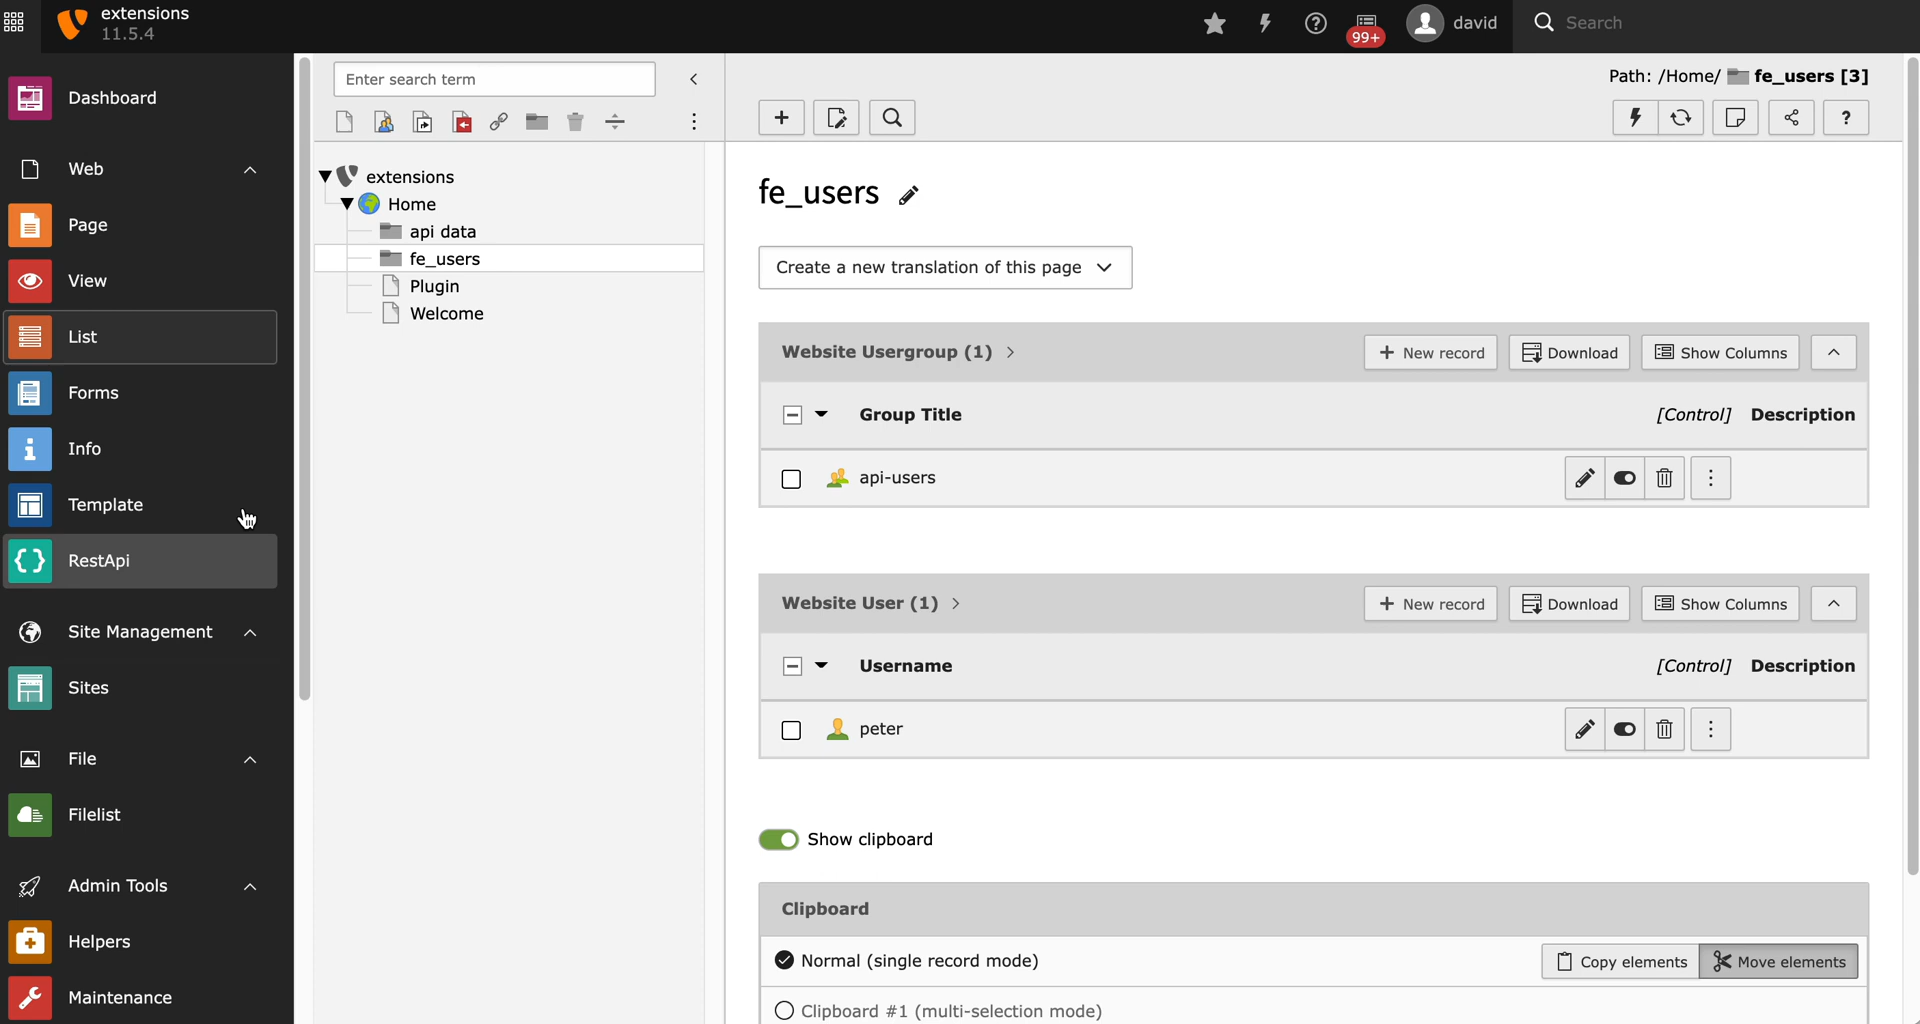 extensions
11.5.4
99+
david
Search
Dashboard
Web
Page
View
List
Forms
Info
Template
RestApi
Site Management
Sites
File
Filelist
Admin Tools
Helpers
Maintenance
Enter search term
extensions
Home
api data
fe_users
Plugin
Welcome
Path: /Home/ fe_users [3]
?
fe_users
Create a new translation of this page
Website Usergroup (1)
New record
Download
Show Columns
Group Title
[Control]
Description
api-users
Website User (1)
New record
Download
Show Columns
Username
[Control]
Description
peter
Show clipboard
Clipboard
Normal (single record mode)
Copy elements
Move elements
Clipboard #1 (multi-selection mode)